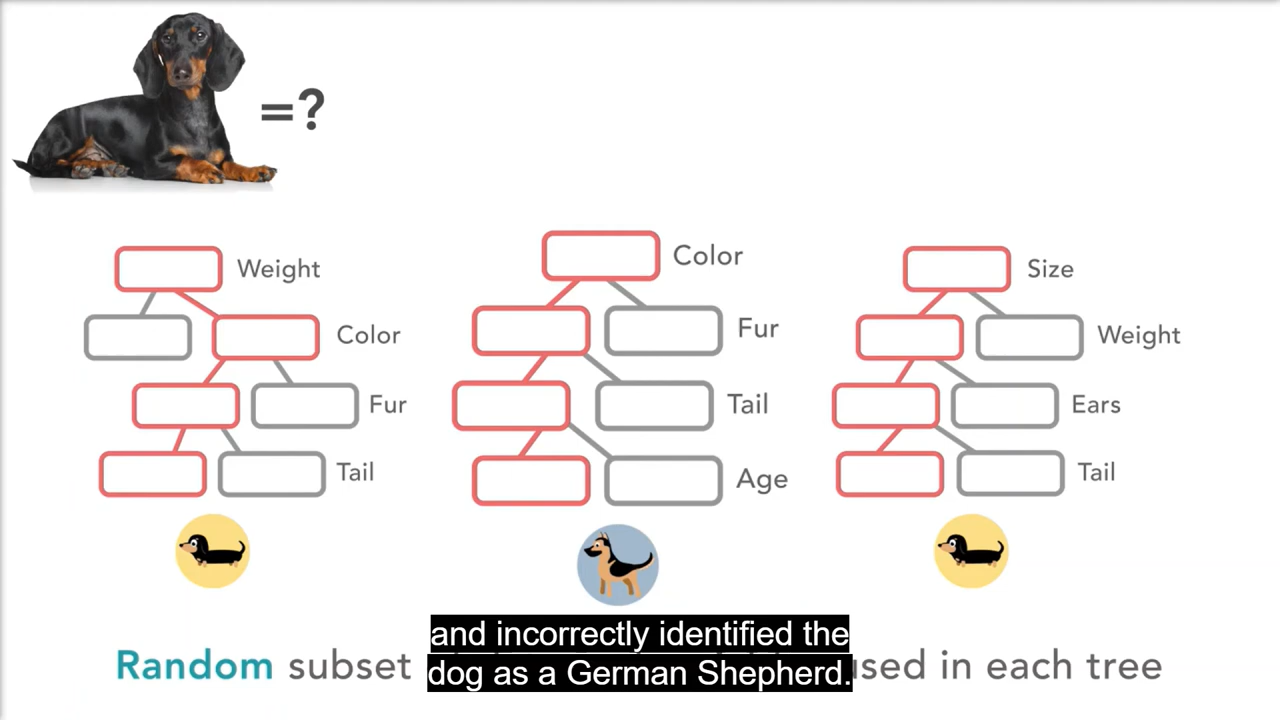 =?
Weight
Color
Fur
Tail
Color
Fur
Tail
Age
Size
Weight
Ears
Tail
Random subset used in each tree
and incorrectly identified the
dog as a German Shepherd.